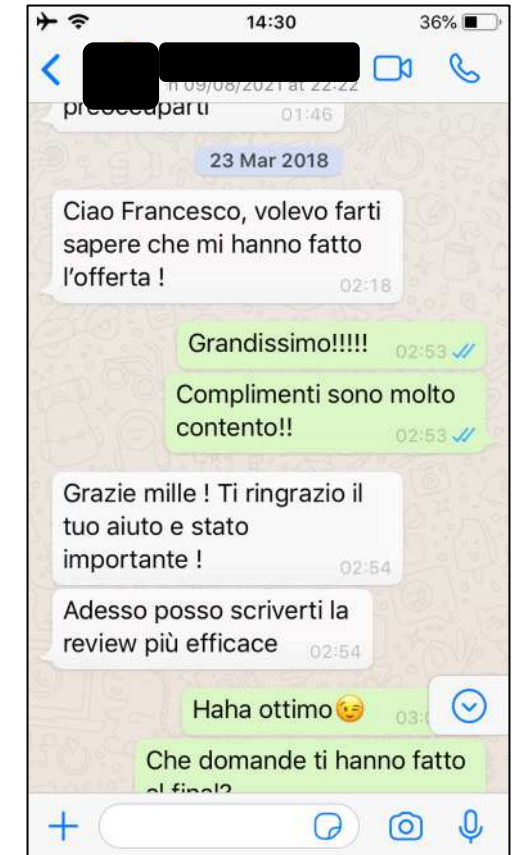 14:30
36%
09/08/2021 at 22:22
preoccuparti 01:46
23 Mar 2018
Ciao Francesco, volevo farti
sapere che mi hanno fatto
l'offerta !
02:18
Grandissimo!!!!! 02:53
Complimenti sono molto
contento!!
02:53
Grazie mille ! Ti ringrazio il
tuo aiuto e stato
importante !
02:54
Adesso posso scriverti la
review più efficace 02:54
Haha ottimo😉
Che domande ti hanno fatto
al final?